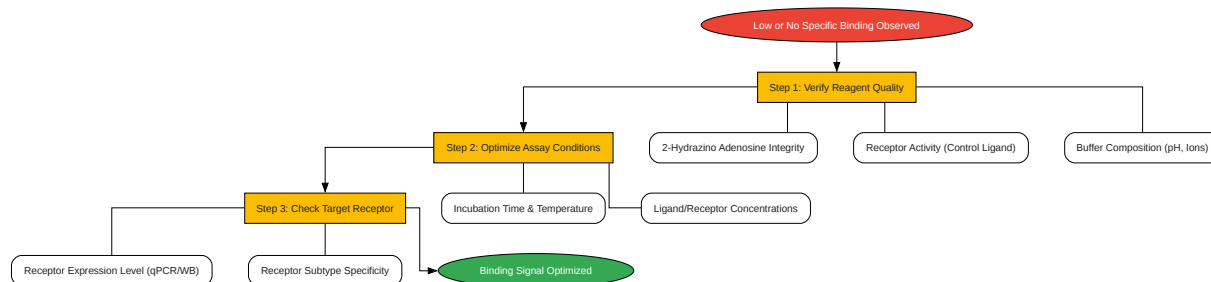 Low or No Specific Binding Observed
Step 1: Verify Reagent Quality
Step 2: Optimize Assay Conditions
2-Hydrazino Adenosine Integrity
Receptor Activity (Control Ligand)
Buffer Composition (pH, Ions)
Step 3: Check Target Receptor
Incubation Time & Temperature
Ligand/Receptor Concentrations
Receptor Expression Level (qPCR/WB)
Receptor Subtype Specificity
Binding Signal Optimized